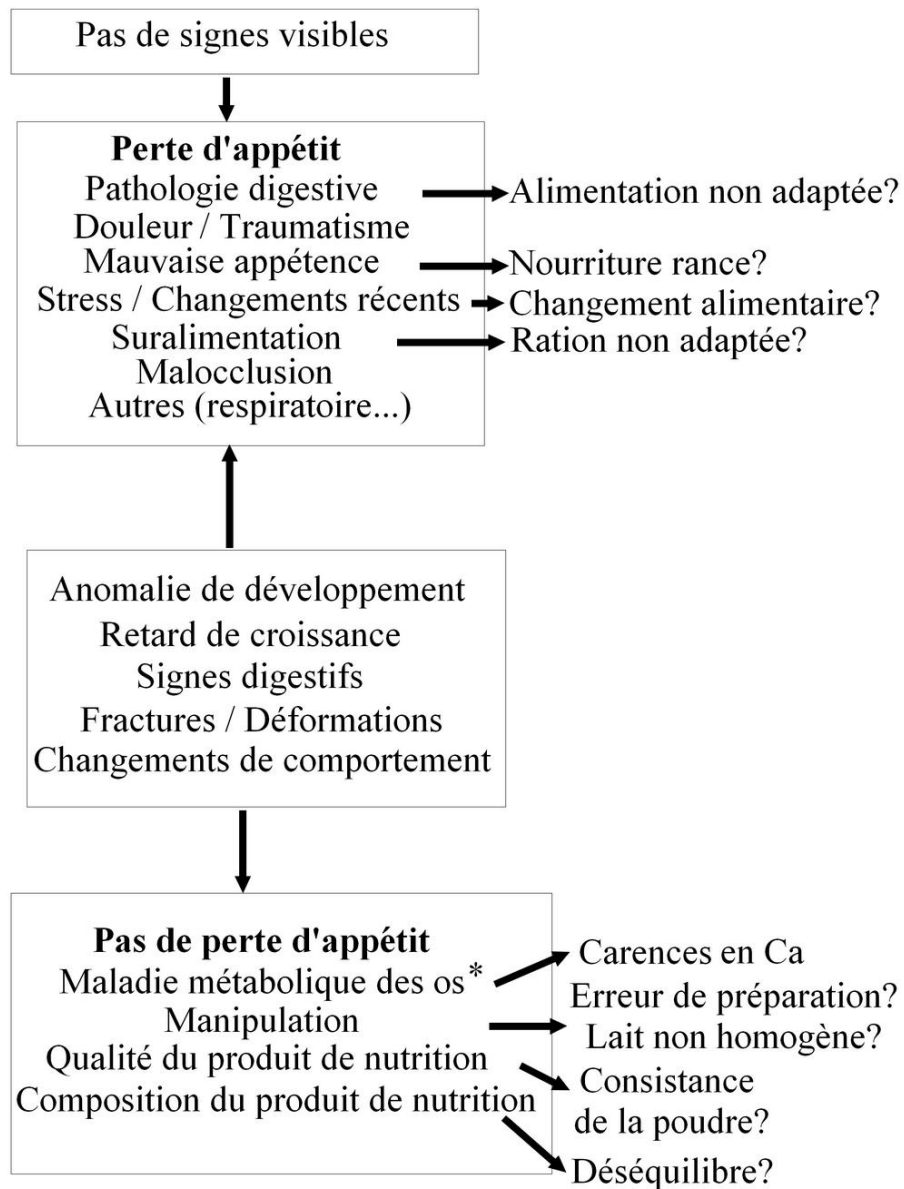 Pas de signes visibles
Perte d'appétit
Pathologie digestive
Alimentation non adaptée?
Douleur / Traumatisme
Mauvaise appétence
Nourriture rance?
Stress / Changements récents
Changement alimentaire?
Suralimentation
Ration non adaptée?
Malocclusion
Autres (respiratoire...)
Anomalie de développement
Retard de croissance
Signes digestifs
Fractures / Déformations
Changements de comportement
Pas de perte d'appétit
Maladie métabolique des os*
Carences en Ca
Manipulation
Erreur de préparation?
Lait non homogène?
Qualité du produit de nutrition
Consistance
de la poudre?
Composition du produit de nutrition
Déséquilibre?